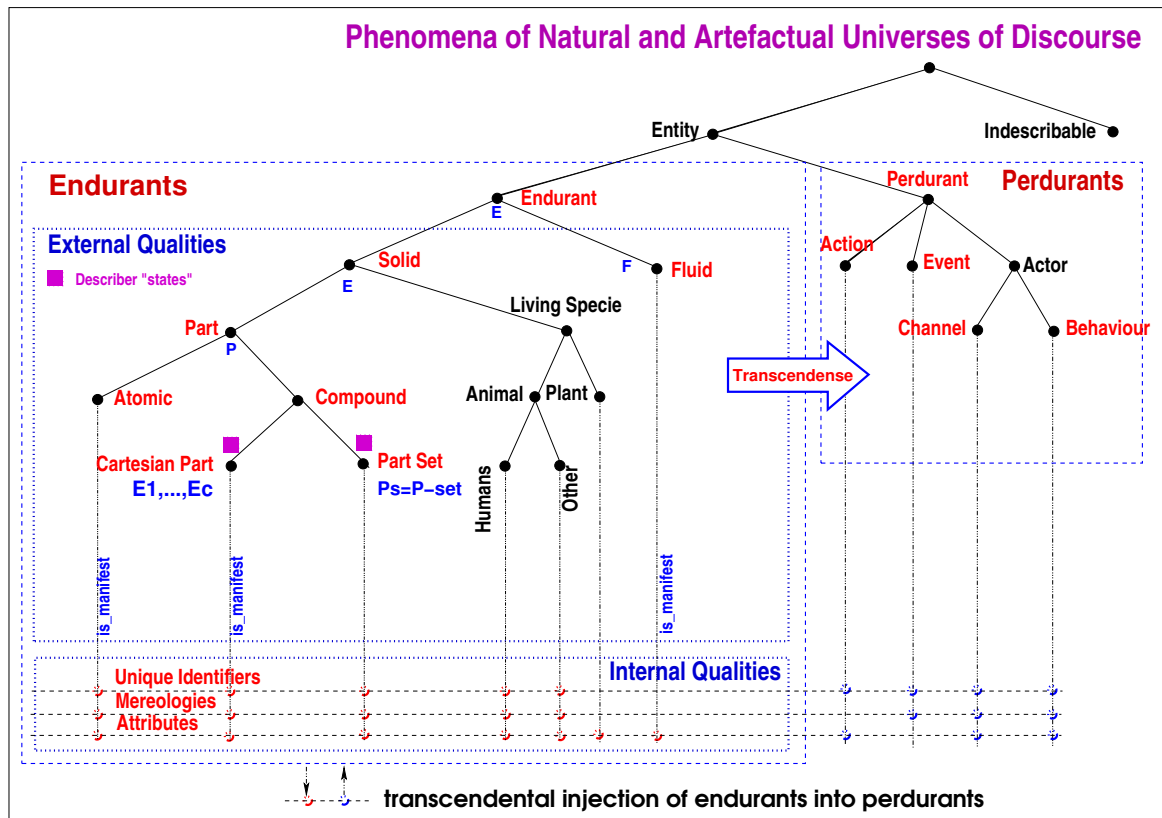 Phenomena of Natural and Artefactual Universes of Discourse
Entity
Indescribable
Endurants
Perdurants
Endurant
E
Perdurant
External Qualities
Describer "states"
Solid
E
F
Fluid
Action
Event
Actor
Living Specie
Part
P
Channel
Behaviour
Transcendense
Atomic
Compound
Animal
Plant
Cartesian Part
E1,...,Ec
Part Set
Ps=P-set
Humans
Other
is_manifest
is_manifest
is_manifest
Internal Qualities
Unique Identifiers
Mereologies
Attributes
transcendental injection of endurants into perdurants